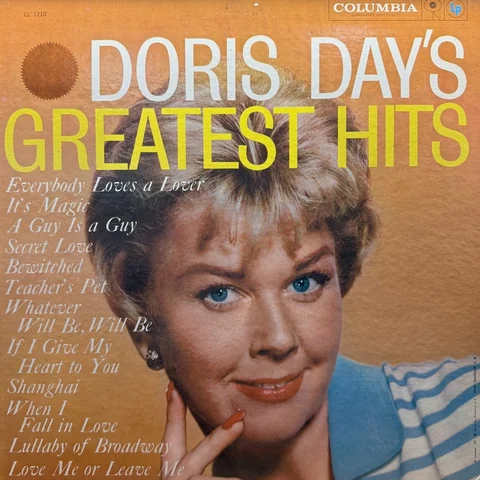 CL 1210
COLUMBIA
LP
DORIS DAY'S
GREATEST HITS
Everybody Loves a Lover
It's Magic
A Guy Is a Guy
Secret Love
Bewitched
Teacher's Pet
Whatever
Will Be, Will Be
If I Give My
Heart to You
Shanghai
When I
Fall in Love
Lullaby of Broadway
Love Me or Leave Me